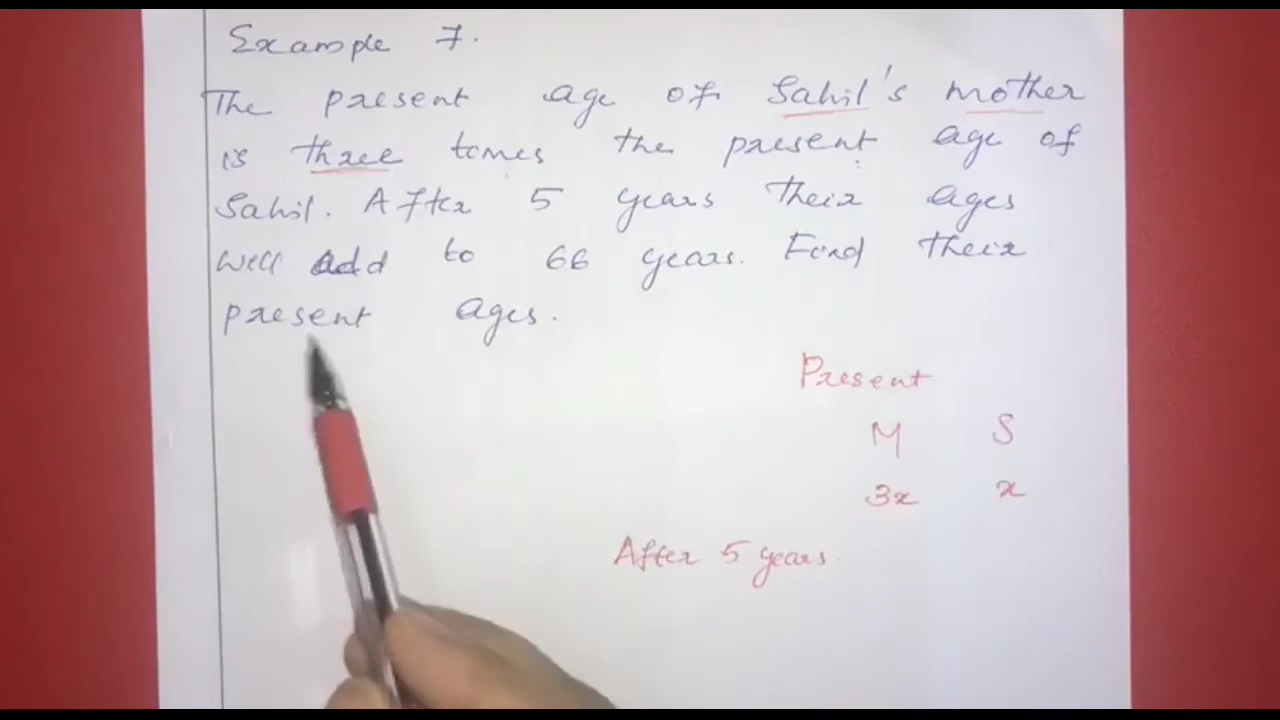 Example 7.
The present age of Sahil's mother
is three times the present age of
Sahil. After 5 years their ages
will add to 66 years. Find their
present ages.
Present
M S
3x x
After 5 years